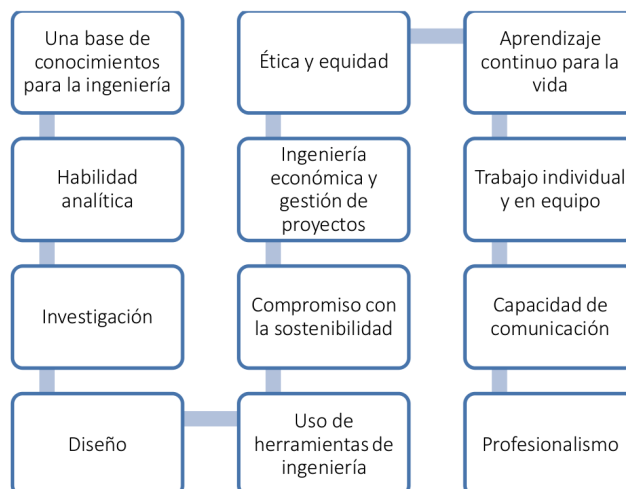 Una base de
conocimientos
para la ingeniería
Habilidad
analítica
Investigación
Diseño
Uso de
herramientas de
ingeniería
Compromiso con
la sostenibilidad
Ingeniería
económica y
gestión de
proyectos
Ética y equidad
Aprendizaje
continuo para la
vida
Trabajo individual
y en equipo
Capacidad de
comunicación
Profesionalismo